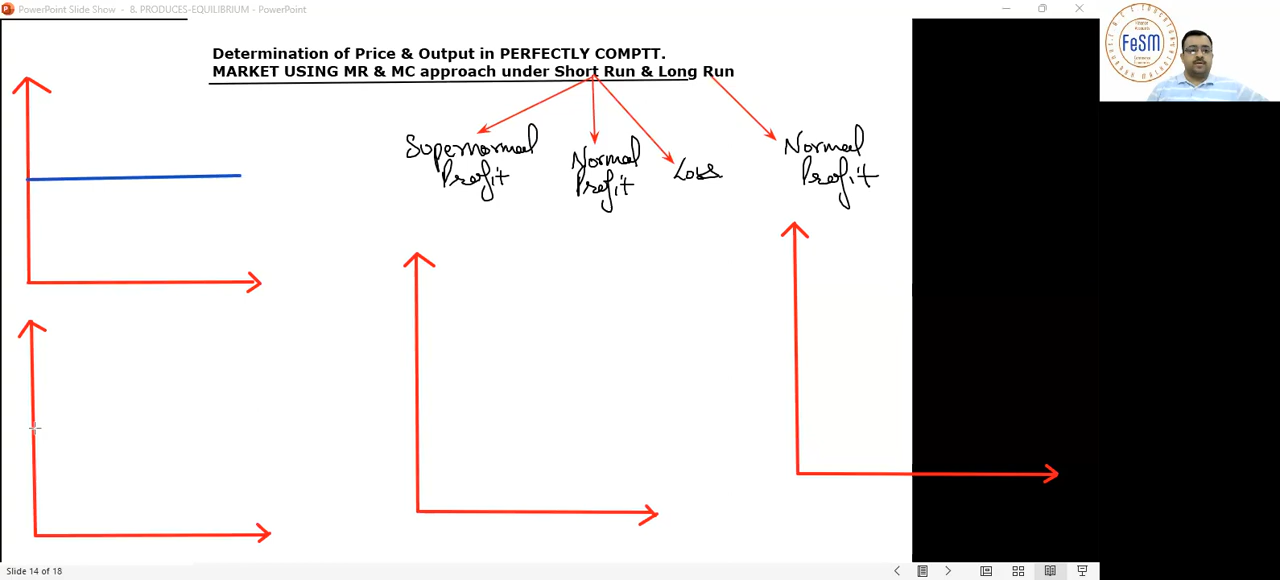 PowerPoint Slide Show - 8. PRODUCES-EQUILIBRIUM - PowerPoint
Determination of Price & Output in PERFECTLY COMPTT.
MARKET USING MR & MC approach under Short Run & Long Run
Supernormal
Profit
Normal
Profit
Loss
Normal
Profit
FeSM
Slide 14 of 18